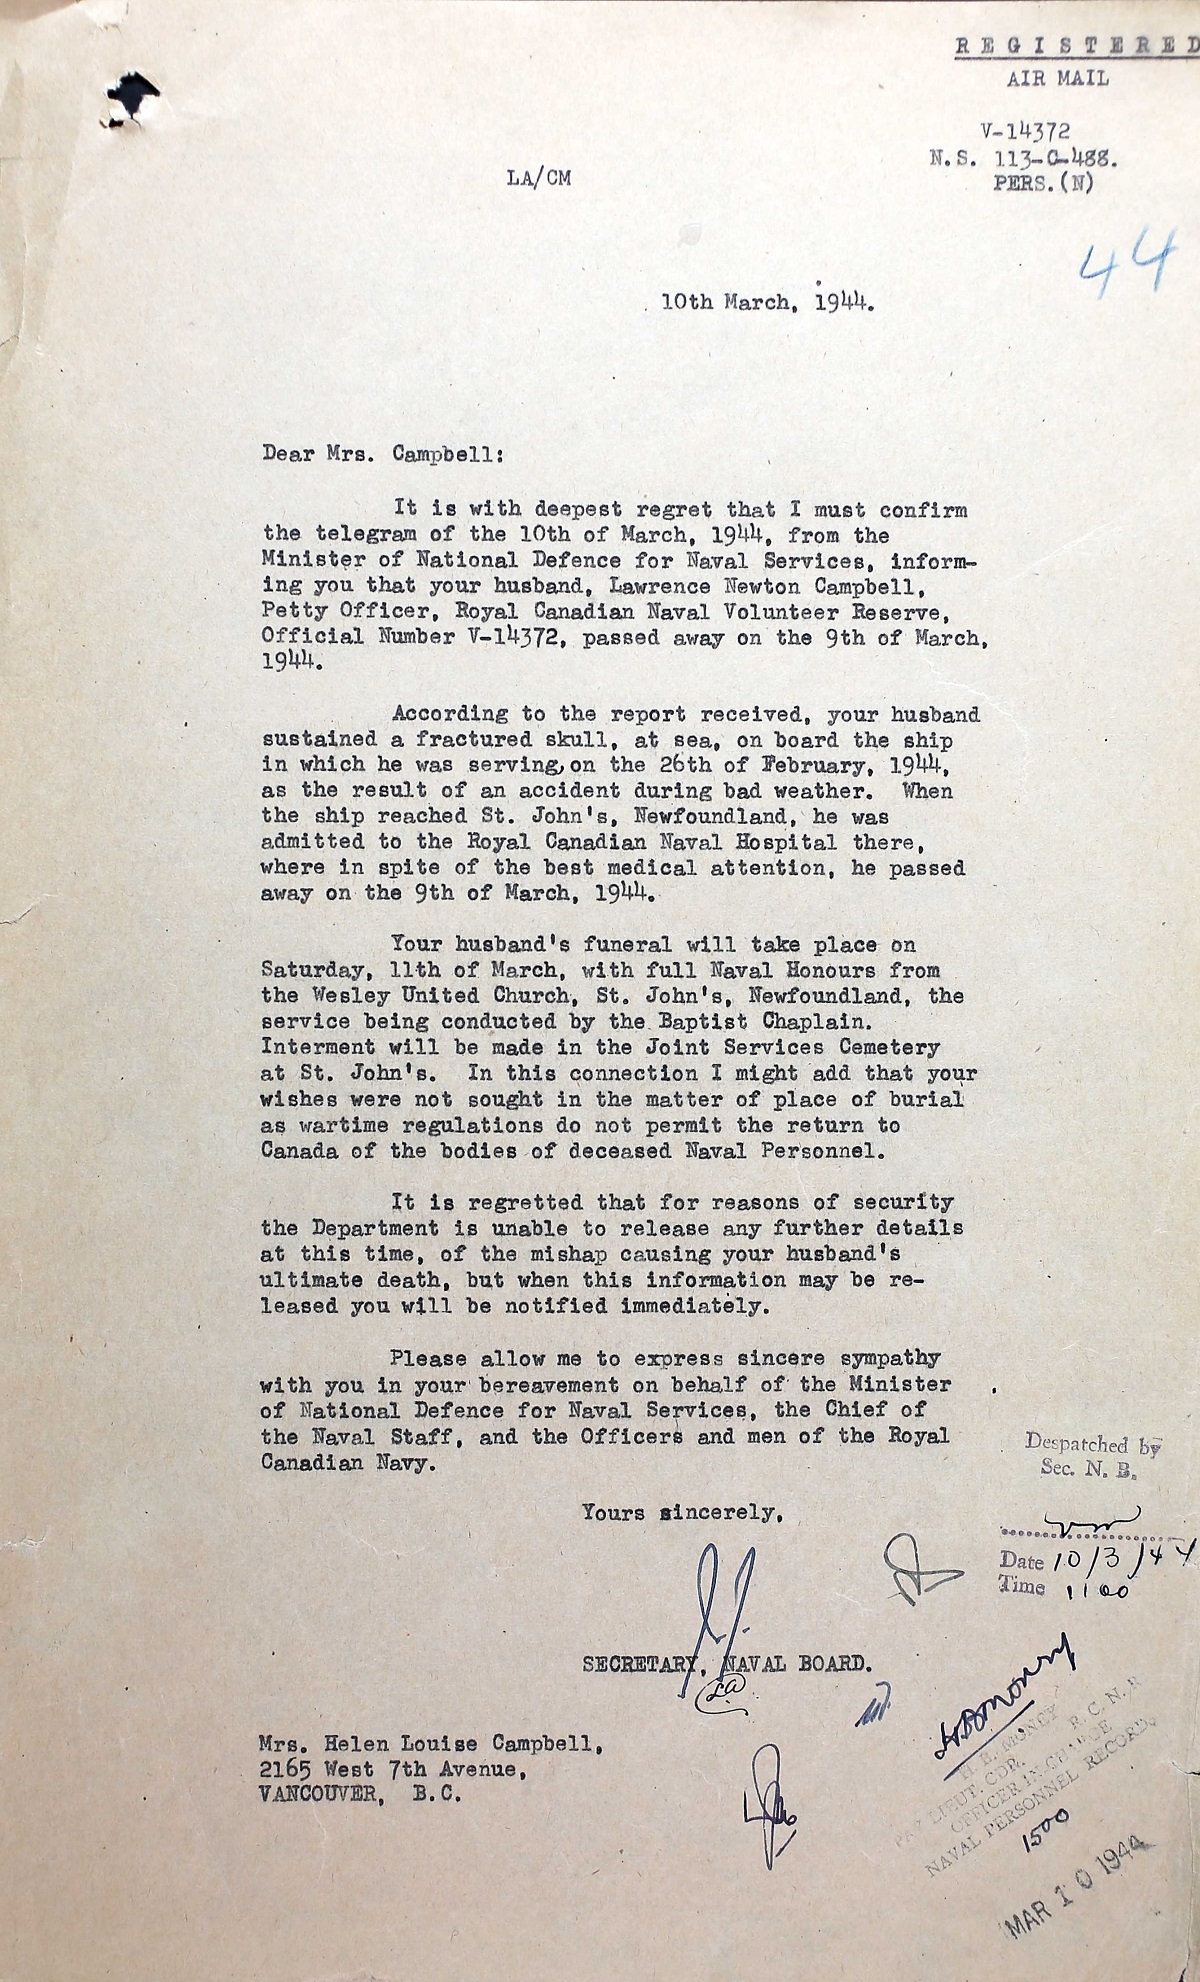 REGISTERED
AIR MAIL
V-14372
N.S. 113-C-488.
PERS.(N)
LA/CM
44
10th March, 1944.
Dear Mrs. Campbell:
It is with deepest regret that I must confirm
the telegram of the 10th of March, 1944, from the
Minister of National Defence for Naval Services, inform-
ing you that your husband, Lawrence Newton Campbell,
Petty Officer, Royal Canadian Naval Volunteer Reserve,
Official Number V-14372, passed away on the 9th of March,
1944.
According to the report received, your husband
sustained a fractured skull, at sea, on board the ship
in which he was serving, on the 26th of February, 1944,
as the result of an accident during bad weather. When
the ship reached St. John's, Newfoundland, he was
admitted to the Royal Canadian Naval Hospital there,
where in spite of the best medical attention, he passed
away on the 9th of March, 1944.
Your husband's funeral will take place on
Saturday, 11th of March, with full Naval Honours from
the Wesley United Church, St. John's, Newfoundland, the
service being conducted by the Baptist Chaplain.
Interment will be made in the Joint Services Cemetery
at St. John's. In this connection I might add that your
wishes were not sought in the matter of place of burial
as wartime regulations do not permit the return to
Canada of the bodies of deceased Naval Personnel.
It is regretted that for reasons of security
the Department is unable to release any further details
at this time, of the mishap causing your husband's
ultimate death, but when this information may be re-
leased you will be notified immediately.
Please allow me to express sincere sympathy
with you in your bereavement on behalf of the Minister
of National Defence for Naval Services, the Chief of
the Naval Staff, and the Officers and men of the Royal
Canadian Navy.
Despatched by
Sec. N. B.
Yours sincerely,
Date 10/3/44
Time 1100
SECRETARY, NAVAL BOARD.
LA
Mrs. Helen Louise Campbell,
2165 West 7th Avenue,
VANCOUVER, B.C.
H. B. MONEY
PAY LIEUT. CDR. R. C. N. R
OFFICER IN CHARGE
NAVAL PERSONNEL RECORDS
1500
MAR 10 1944